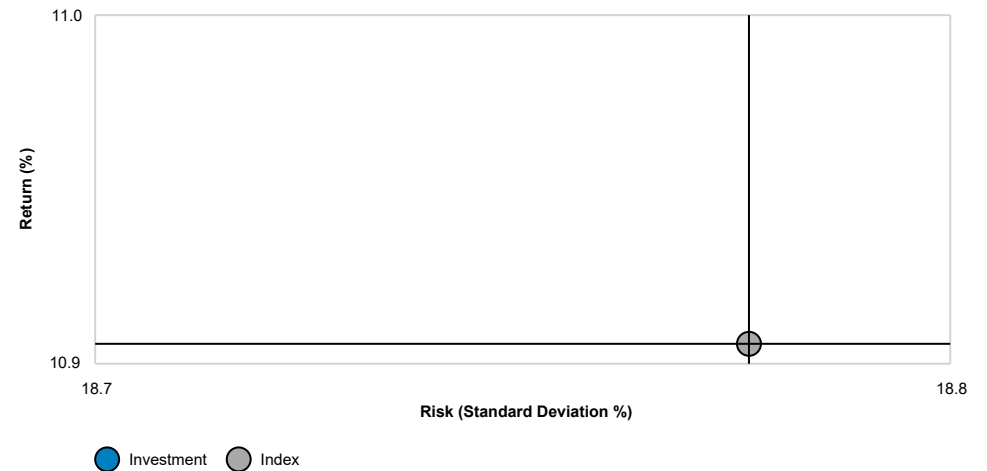 11.0
Return (%)
10.9
18.7
18.8
Risk (Standard Deviation %)
Investment
Index